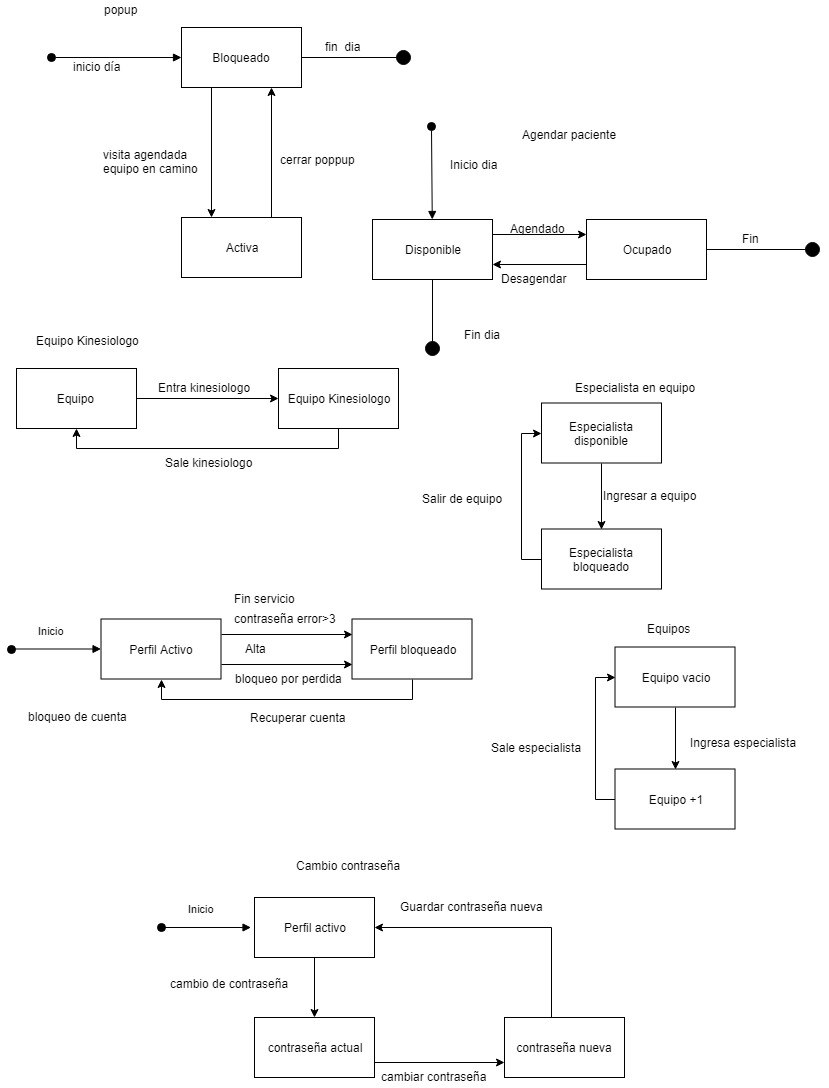 popup
inicio día
Bloqueado
fin dia
visita agendada
equipo en camino
cerrar poppup
Activa
Agendar paciente
Inicio dia
Disponible
Agendado
Desagendar
Ocupado
Fin
Fin dia
Equipo Kinesiologo
Equipo
Entra kinesiologo
Equipo Kinesiologo
Sale kinesiologo
Especialista en equipo
Especialista
disponible
Salir de equipo
Ingresar a equipo
Especialista
bloqueado
Inicio
Perfil Activo
Fin servicio
contraseña error>3
Alta
bloqueo por perdida
Perfil bloqueado
bloqueo de cuenta
Recuperar cuenta
Equipos
Equipo vacio
Sale especialista
Ingresa especialista
Equipo +1
Cambio contraseña
Inicio
Perfil activo
Guardar contraseña nueva
cambio de contraseña
contraseña actual
cambiar contraseña
contraseña nueva